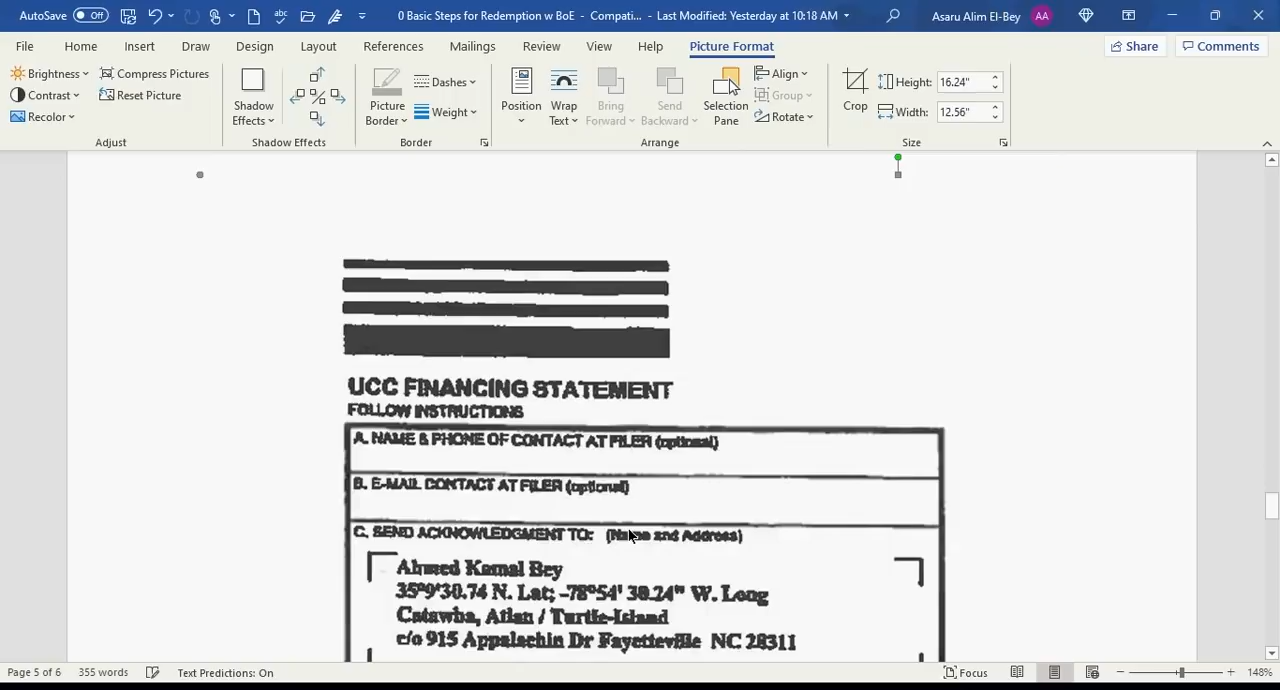 AutoSave Off 0 Basic Steps for Redemption w BoE - Compati... - Last Modified: Yesterday at 10:18 AM Asaru Alim El-Bey AA
File Home Insert Draw Design Layout References Mailings Review View Help Picture Format Share Comments
Brightness Compress Pictures
Contrast Reset Picture
Recolor
Shadow Effects
Picture Border
Dashes
Weight
Position
Wrap Text
Bring Forward
Send Backward
Selection Pane
Align
Group
Rotate
Crop
Height: 16.24"
Width: 12.56"
Adjust Shadow Effects Border Arrange Size
UCC FINANCING STATEMENT
FOLLOW INSTRUCTIONS
A. NAME & PHONE OF CONTACT AT FILER (optional)
B. E-MAIL CONTACT AT FILER (optional)
C. SEND ACKNOWLEDGMENT TO: (Name and Address)
Ahmed Kamal Bey
35°9'30.74 N. Lat; -78°54' 30.24" W. Long
Catawba, Atlan / Turtle-Island
c/o 915 Appalachin Dr Fayetteville NC 28311
Page 5 of 6 355 words Text Predictions: On Focus 148%